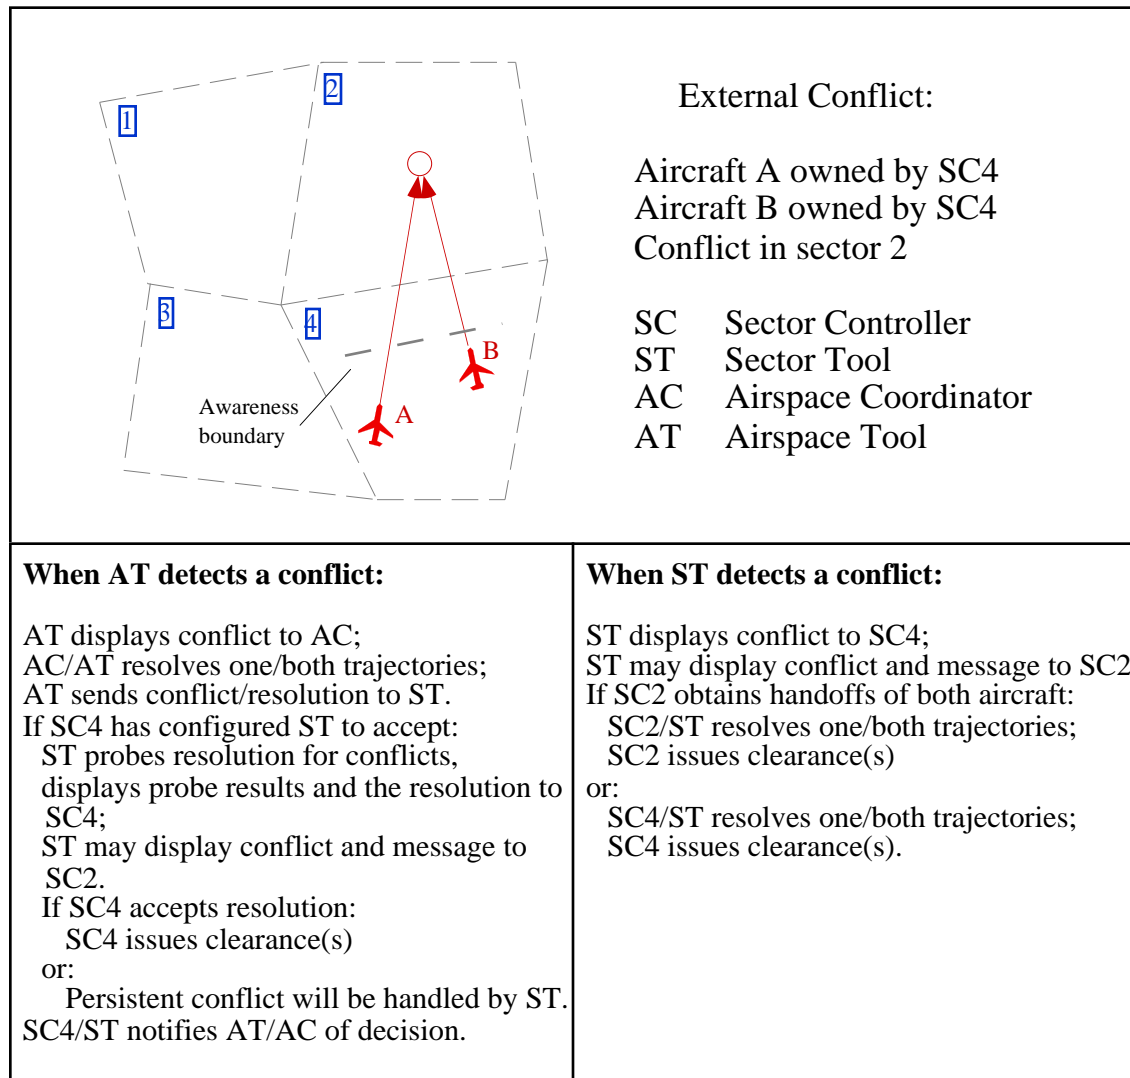 1
2
3
4
A
B
Awareness
boundary
External Conflict:
Aircraft A owned by SC4
Aircraft B owned by SC4
Conflict in sector 2
SC Sector Controller
ST Sector Tool
AC Airspace Coordinator
AT Airspace Tool
When AT detects a conflict:
AT displays conflict to AC;
AC/AT resolves one/both trajectories;
AT sends conflict/resolution to ST.
If SC4 has configured ST to accept:
ST probes resolution for conflicts,
displays probe results and the resolution to
SC4;
ST may display conflict and message to
SC2.
If SC4 accepts resolution:
SC4 issues clearance(s)
or:
Persistent conflict will be handled by ST.
SC4/ST notifies AT/AC of decision.
When ST detects a conflict:
ST displays conflict to SC4;
ST may display conflict and message to SC2
If SC2 obtains handoffs of both aircraft:
SC2/ST resolves one/both trajectories;
SC2 issues clearance(s)
or:
SC4/ST resolves one/both trajectories;
SC4 issues clearance(s).